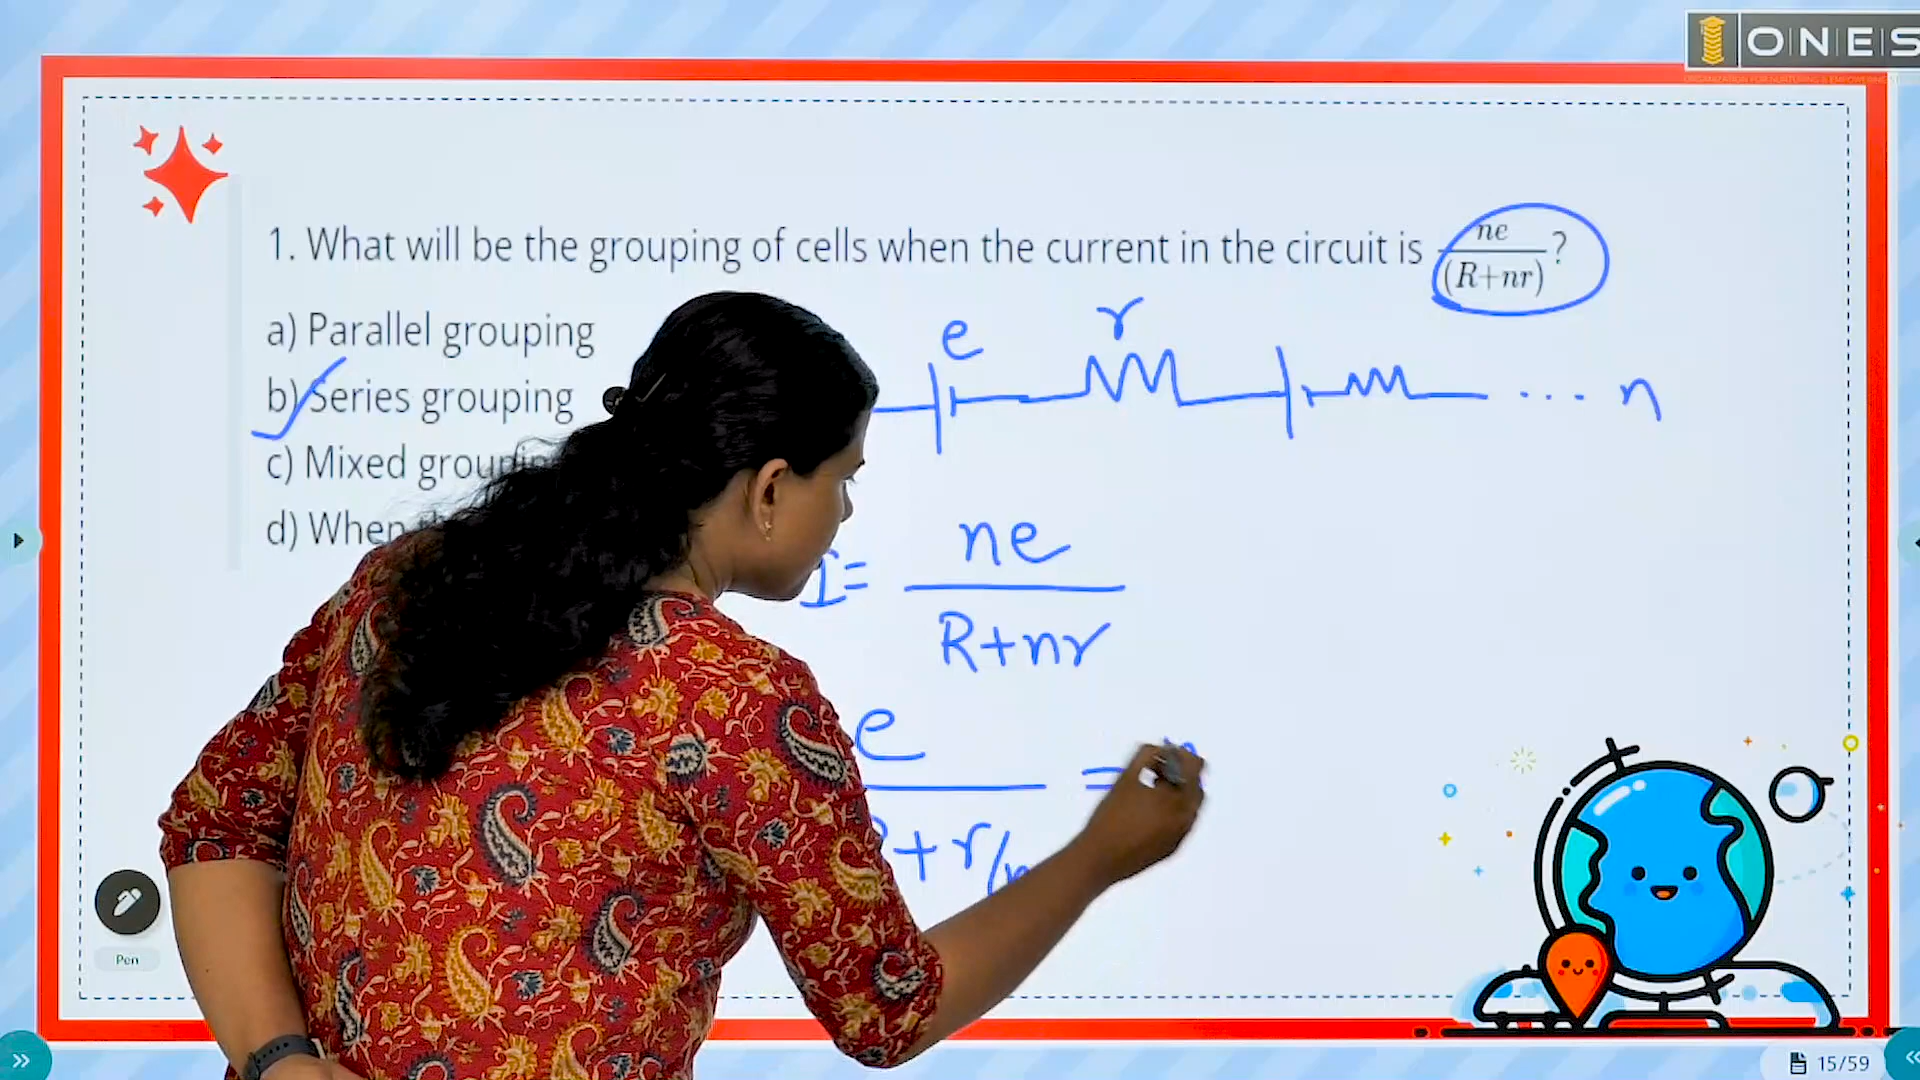 ONES
1. What will be the grouping of cells when the current in the circuit is ne/(R+nr)?
a) Parallel grouping
b) Series grouping
c) Mixed
d) When
e r
... n
I = ne
R+nr
e =
+ r/n
Pen
15/59